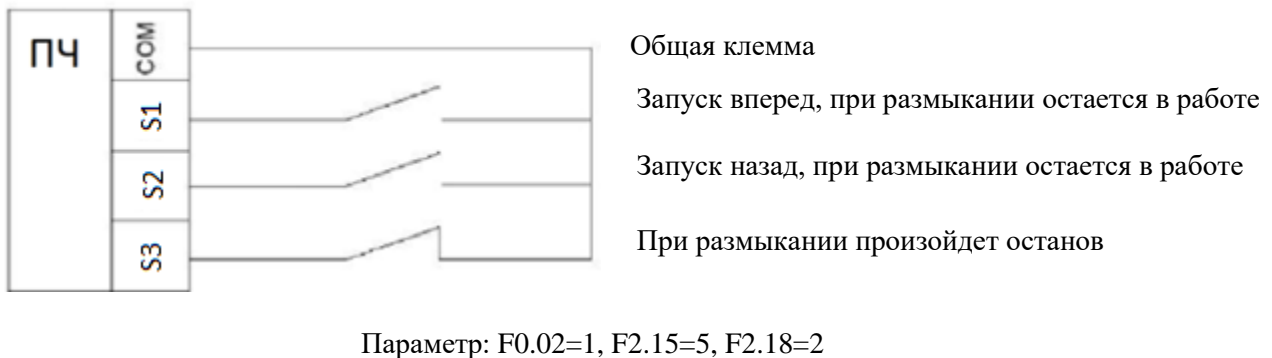 ПЧ
COM
Общая клемма
S1
Запуск вперед, при размыкании остается в работе
S2
Запуск назад, при размыкании остается в работе
S3
При размыкании произойдет останов
Параметр: F0.02=1, F2.15=5, F2.18=2